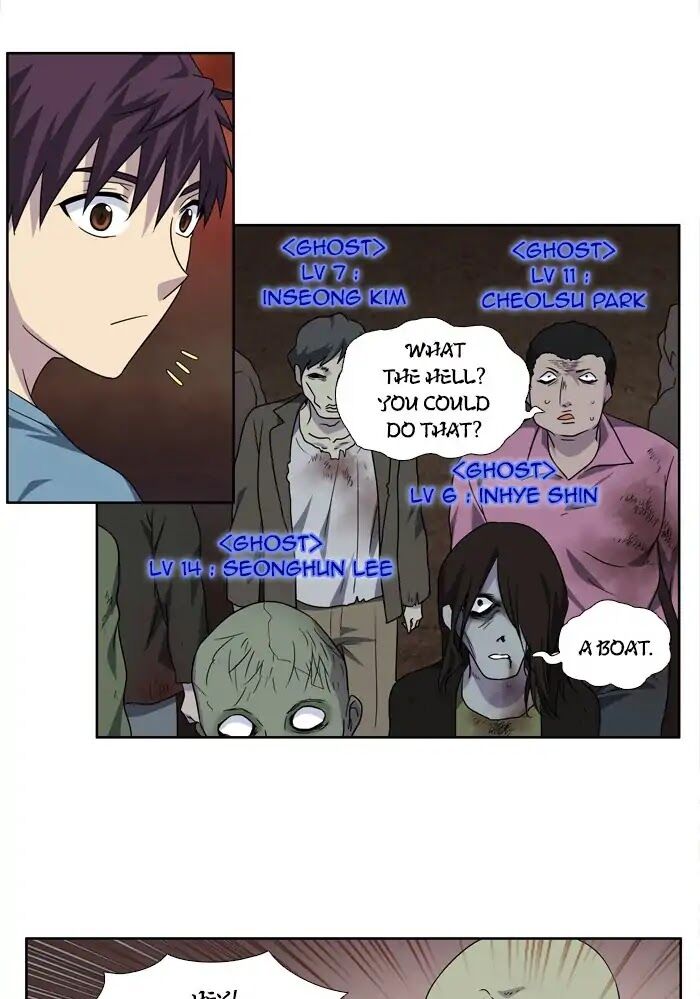 <GHOST>
LV 7 :
INSEONG KIM
<GHOST>
LV 11 :
CHEOLSU PARK
WHAT
THE HELL?
YOU COULD
DO THAT?
<GHOST>
LV 6 : INHYE SHIN
<GHOST>
LV 14 : SEONGHUN LEE
A BOAT.
HEY!